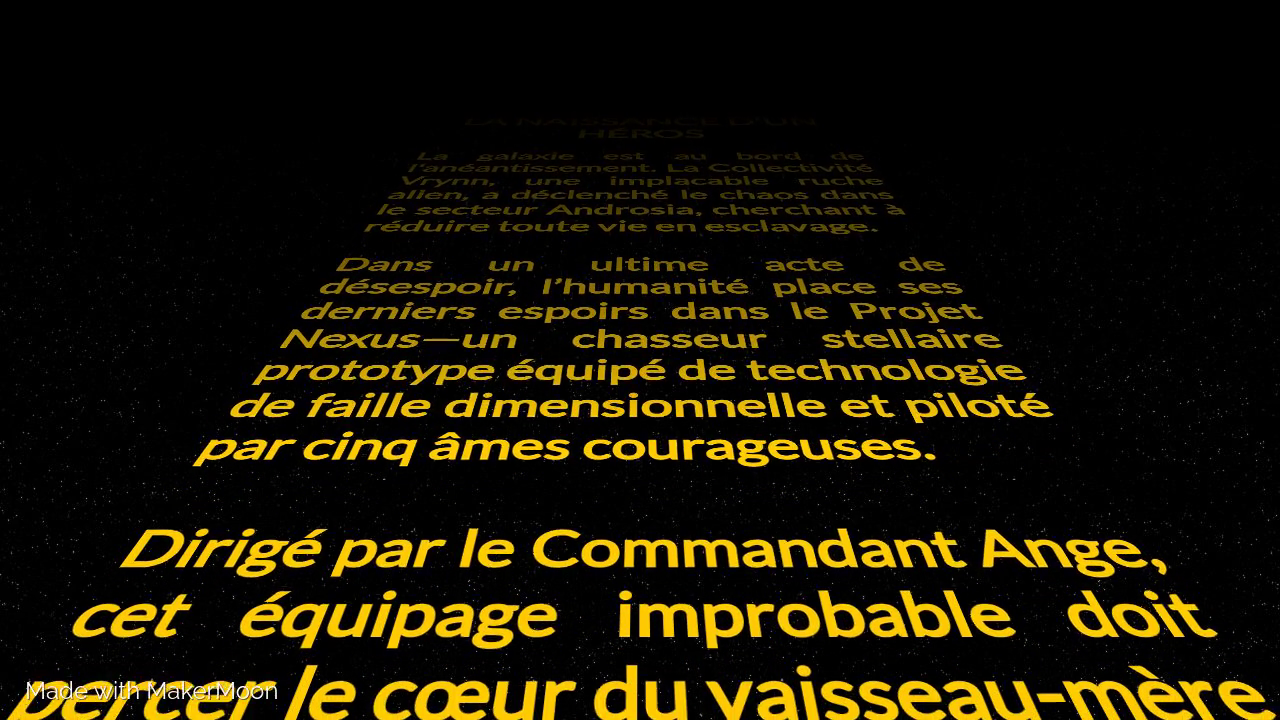 LA NAISSANCE D'UN
HÉROS
La galaxie est au bord de
l'anéantissement. La Collectivité
Vrynn, une implacable ruche
alien, a déclenché le chaos dans
le secteur Androsia, cherchant à
réduire toute vie en esclavage.
Dans un ultime acte de
désespoir, l’humanité place ses
derniers espoirs dans le Projet
Nexus—un chasseur stellaire
prototype équipé de technologie
de faille dimensionnelle et piloté
par cinq âmes courageuses.
Dirigé par le Commandant Ange,
cet équipage improbable doit
percer le cœur du vaisseau-mère
Made with MakerMoon